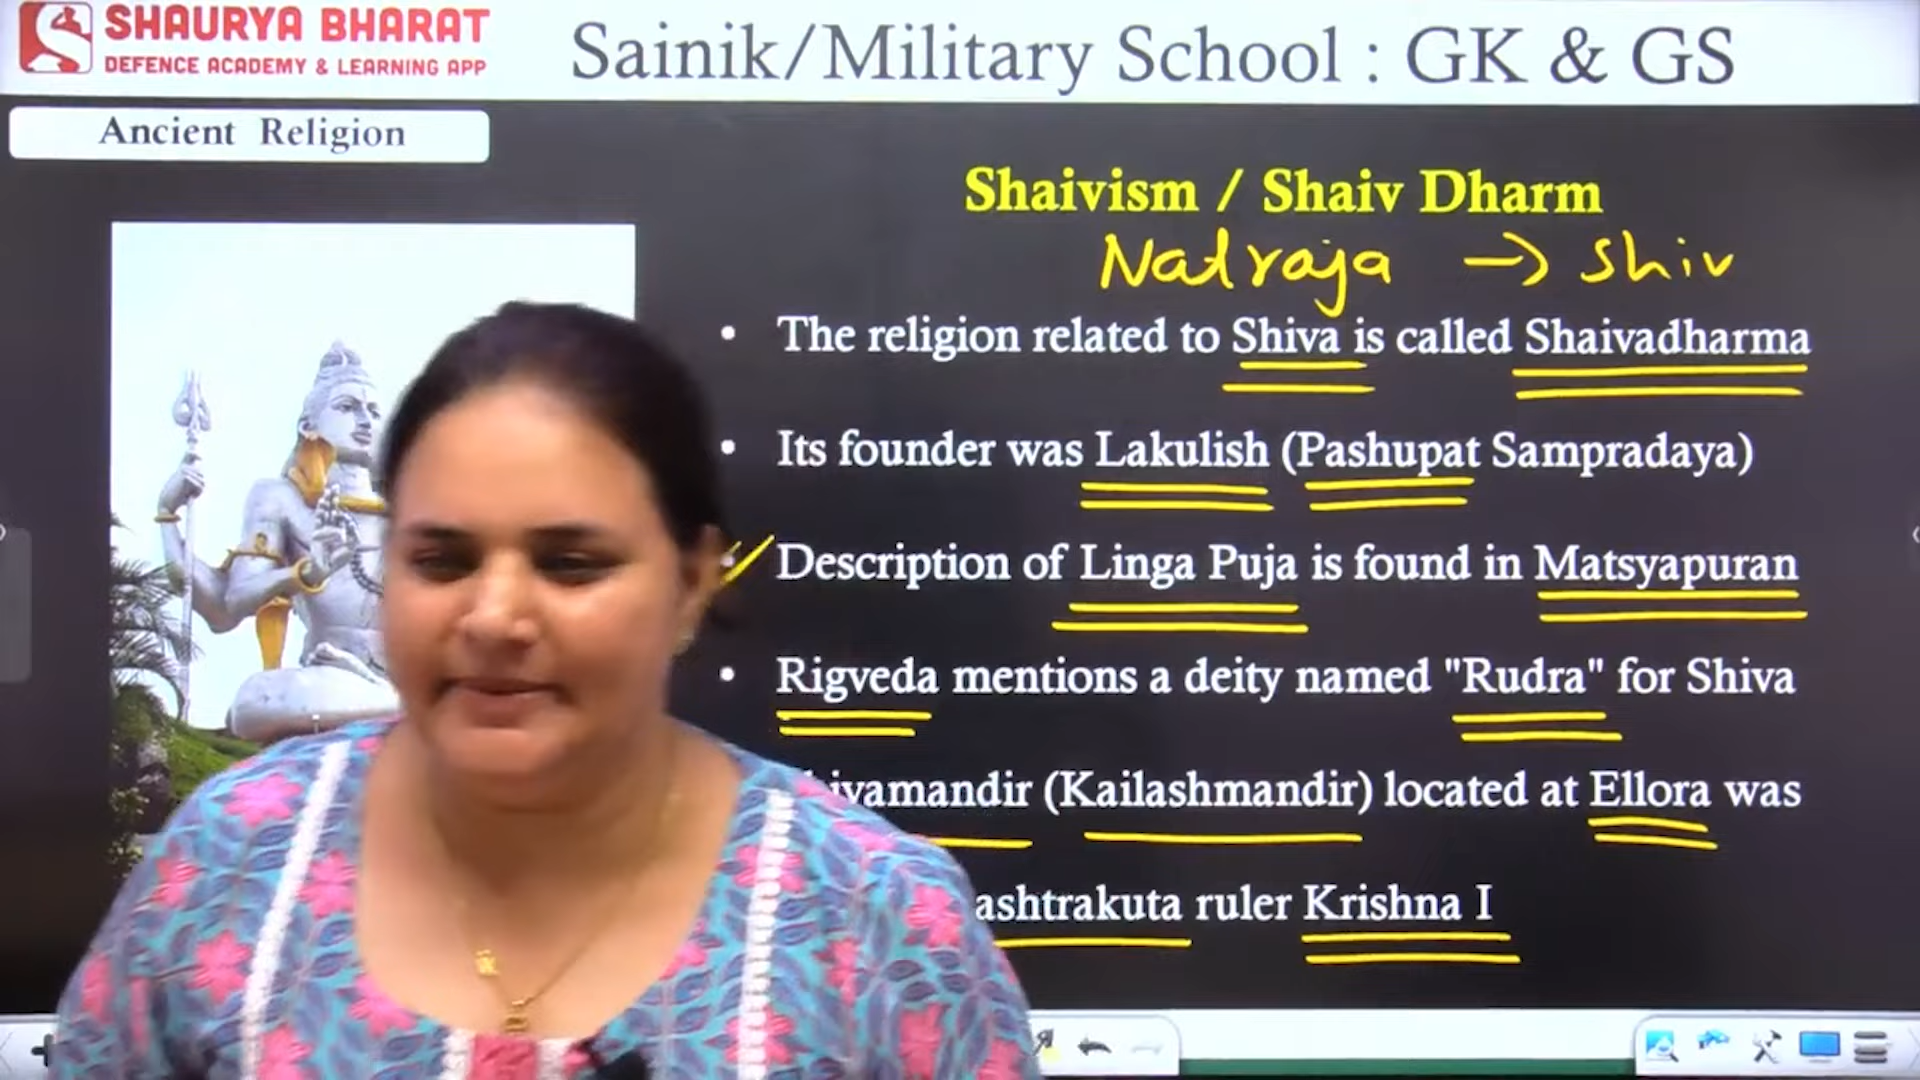 SHAURYA BHARAT
DEFENCE ACADEMY & LEARNING APP
Sainik/Military School : GK & GS
Ancient Religion
Shaivism / Shaiv Dharm
Natraja → Shiv
• The religion related to Shiva is called Shaivadharma
• Its founder was Lakulish (Pashupat Sampradaya)
Description of Linga Puja is found in Matsyapuran
• Rigveda mentions a deity named "Rudra" for Shiva
(Kailashmandir) located at Ellora was
ruler Krishna I